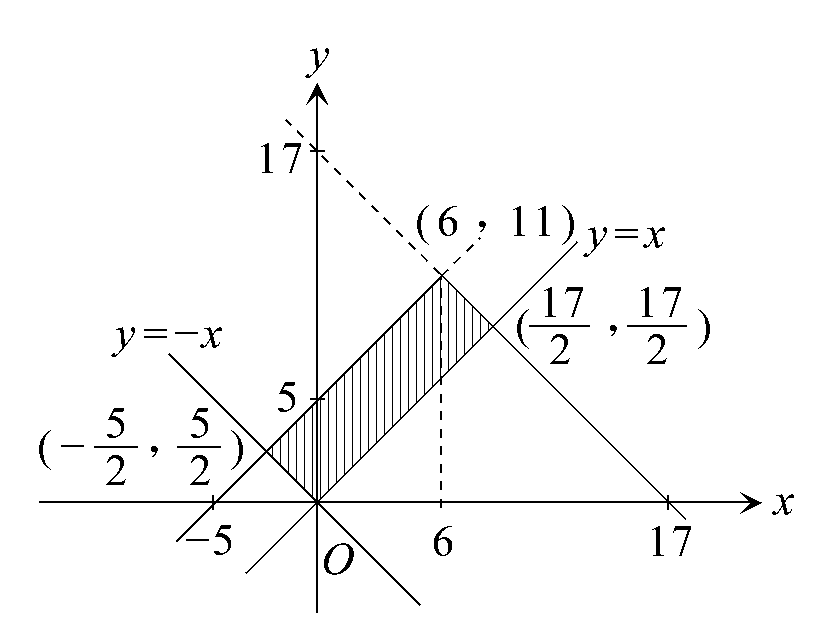 y
17
(6, 11)
y=x
(17/2, 17/2)
y=−x
5
(−5/2, 5/2)
x
−5
O
6
17